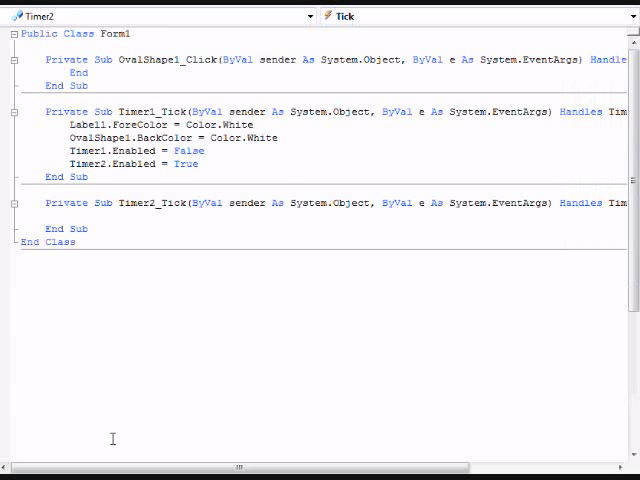 Timer2 Tick
Public Class Form1
Private Sub OvalShape1_Click(ByVal sender As System.Object, ByVal e As System.EventArgs) Handle
End
End Sub
Private Sub Timer1_Tick(ByVal sender As System.Object, ByVal e As System.EventArgs) Handles Tim
Label1.ForeColor = Color.White
OvalShape1.BackColor = Color.White
Timer1.Enabled = False
Timer2.Enabled = True
End Sub
Private Sub Timer2_Tick(ByVal sender As System.Object, ByVal e As System.EventArgs) Handles Tim
End Sub
End Class